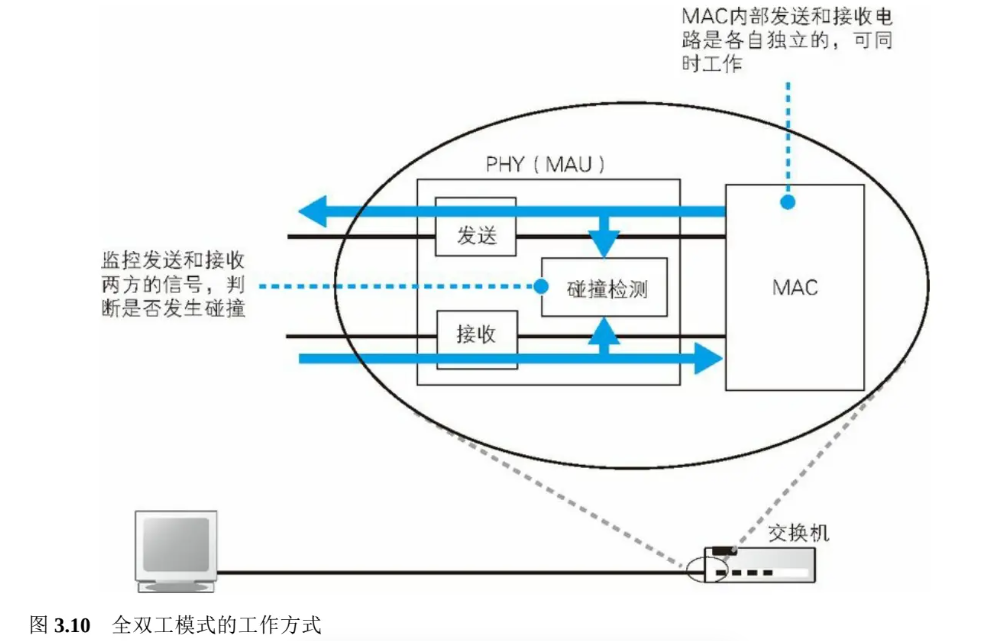 MAC内部发送和接收电
路是各自独立的，可同
时工作
PHY（MAU）
发送
监控发送和接收
两方的信号，判
断是否发生碰撞
碰撞检测
MAC
接收
交换机
图 3.10 全双工模式的工作方式